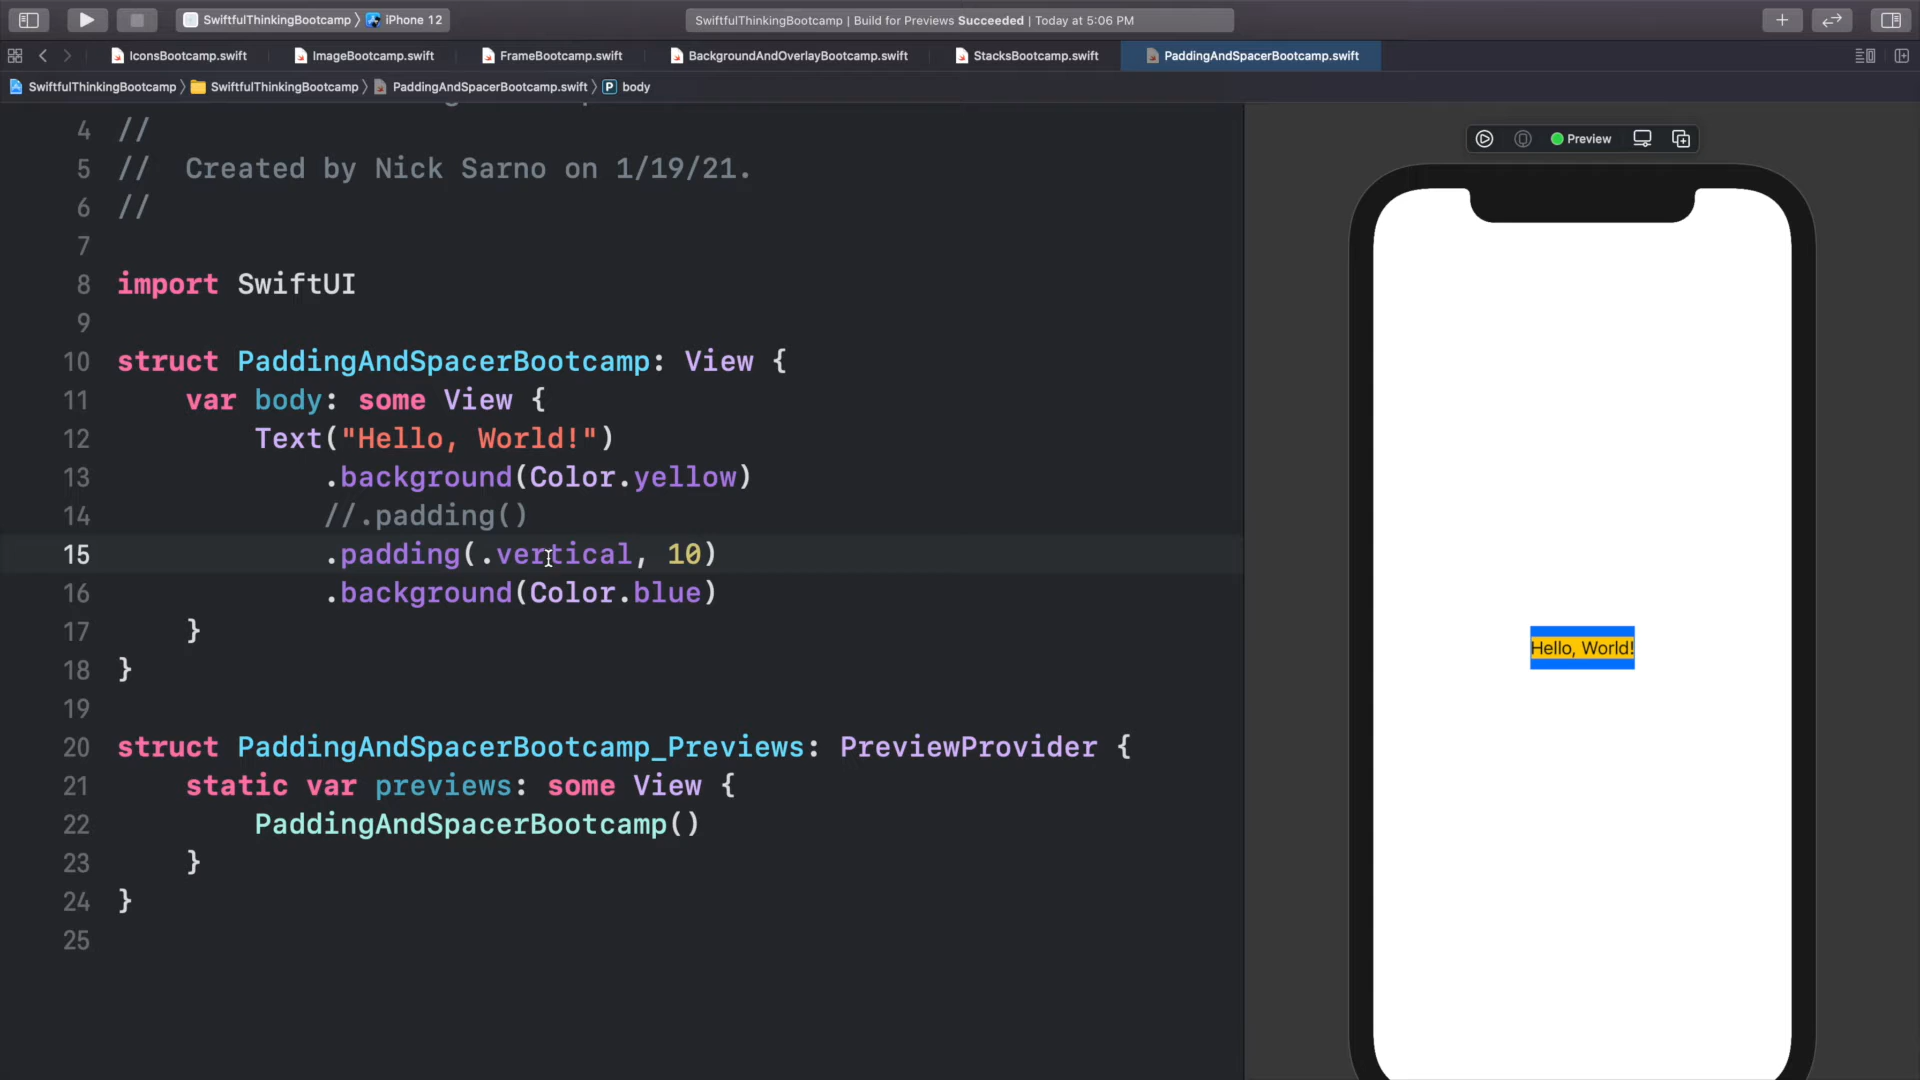 SwiftfulThinkingBootcamp 〉 iPhone 12
SwiftfulThinkingBootcamp | Build for Previews Succeeded | Today at 5:06 PM
IconsBootcamp.swift
ImageBootcamp.swift
FrameBootcamp.swift
BackgroundAndOverlayBootcamp.swift
StacksBootcamp.swift
PaddingAndSpacerBootcamp.swift
SwiftfulThinkingBootcamp 〉 SwiftfulThinkingBootcamp 〉 PaddingAndSpacerBootcamp.swift 〉 P body
4 //
5 //  Created by Nick Sarno on 1/19/21.
6 //
7
8 import SwiftUI
9
10 struct PaddingAndSpacerBootcamp: View {
11     var body: some View {
12         Text("Hello, World!")
13             .background(Color.yellow)
14             //.padding()
15             .padding(.vertical, 10)
16             .background(Color.blue)
17     }
18 }
19
20 struct PaddingAndSpacerBootcamp_Previews: PreviewProvider {
21     static var previews: some View {
22         PaddingAndSpacerBootcamp()
23     }
24 }
25
Preview
Hello, World!